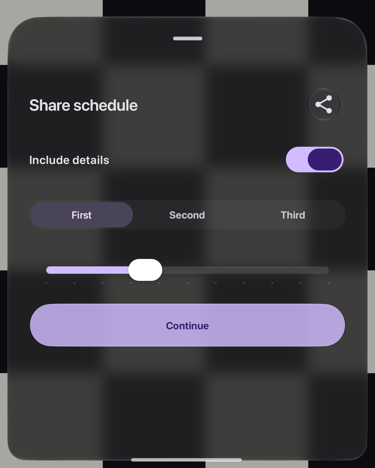 Share schedule
Include details
First Second Third
Continue